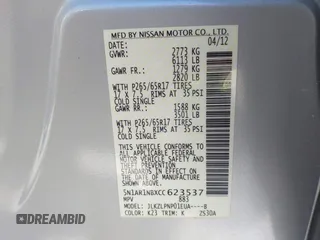 MFD BY NISSAN MOTOR CO., LTD.
04/12
GVWR: 2773 KG
6113 LB
GAWR FR: 1279 KG
2820 LB
WITH P265/65R17 TIRES
17 X 7.5 RIMS AT 35 PSI
COLD SINGLE
GAWR RR: 1588 KG
3501 LB
WITH P265/65R17 TIRES
17 X 7.5 RIMS AT 35 PSI
COLD SINGLE
THIS VEHICLE CONFORMS TO ALL
APPLICABLE FEDERAL MOTOR VEHICLE
SAFETY AND THEFT PREVENTION
STANDARDS IN EFFECT ON THE DATE
OF MANUFACTURE SHOWN ABOVE.
5N1AR1NBXCC623537
MPV 883
MODEL: JLKZLPNPD1EUA----B
COLOR: K23 TRIM: K ZS30A
© DREAMBID